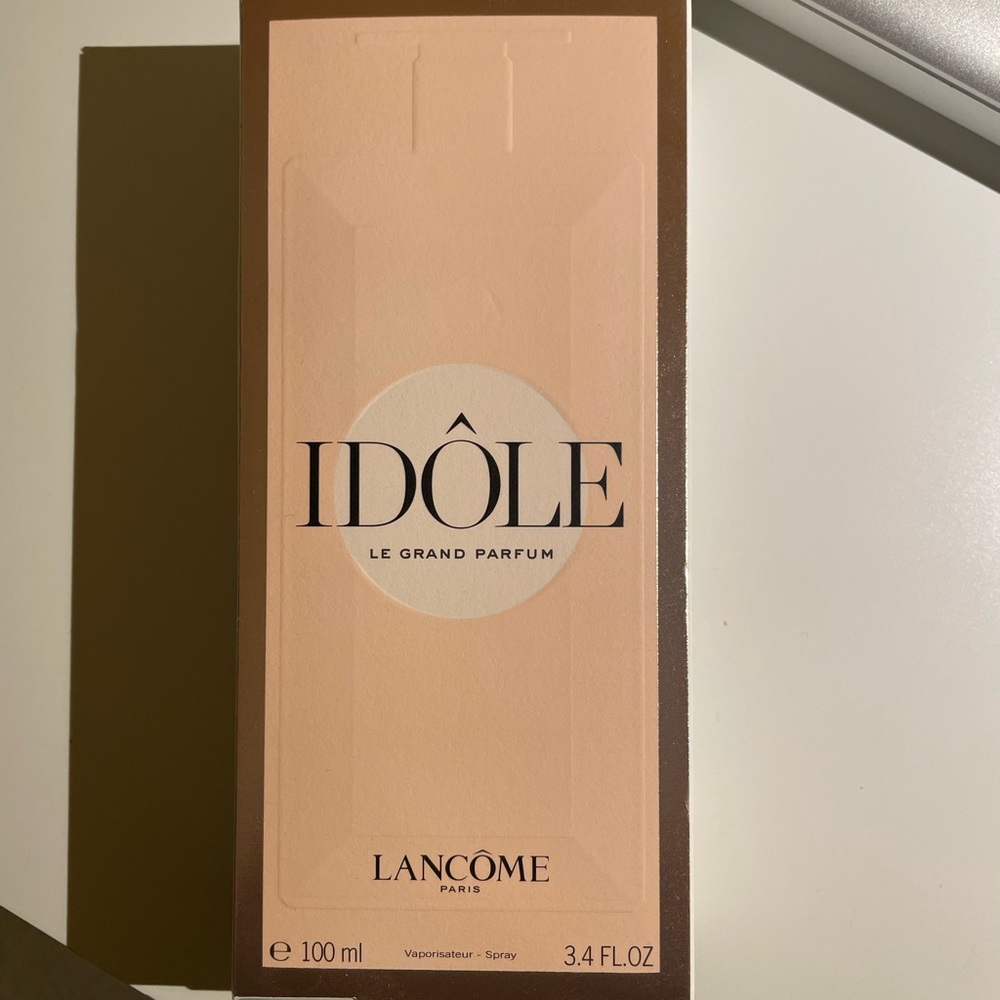 IDÔLE
LE GRAND PARFUM
LANCÔME
PARIS
℮ 100 ml Vaporisateur - Spray 3.4 FL.OZ